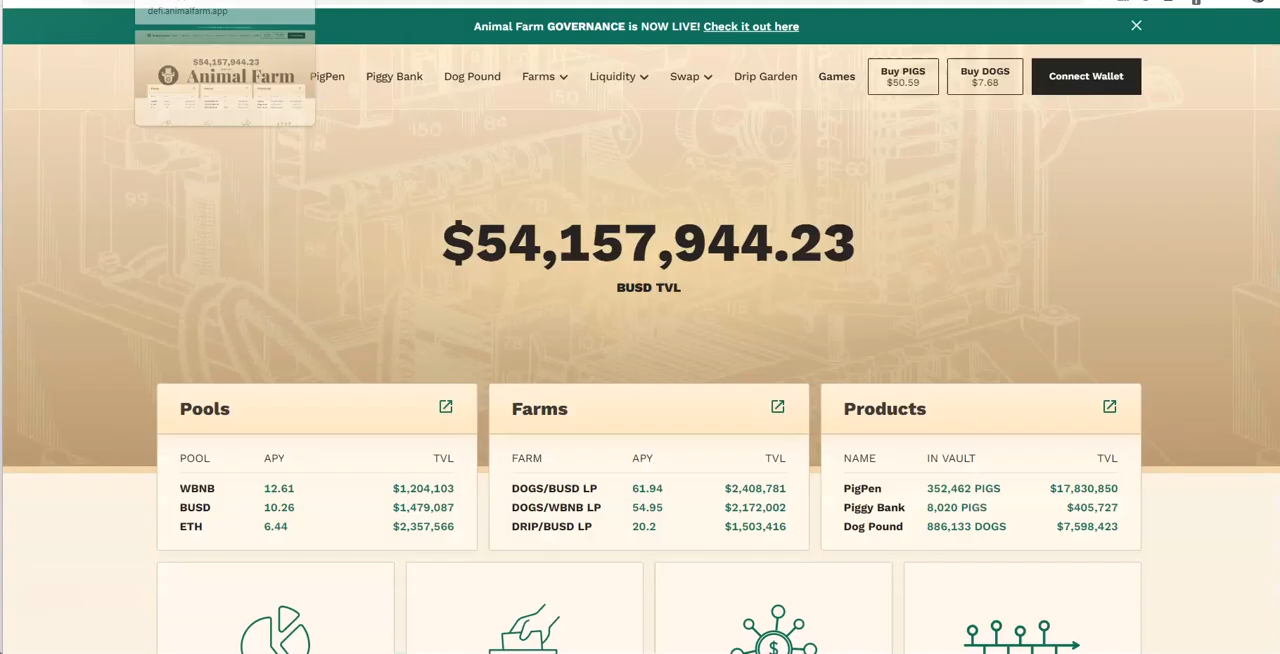 defi.animalfarm.app
Animal Farm GOVERNANCE is NOW LIVE! Check it out here
$54,157,944.23
Animal Farm
PigPen
Piggy Bank
Dog Pound
Farms
Liquidity
Swap
Drip Garden
Games
Buy PIGS
$50.59
Buy DOGS
$7.68
Connect Wallet
150
84
150
99
$54,157,944.23
BUSD TVL
Pools
POOL APY TVL
WBNB 12.61 $1,204,103
BUSD 10.26 $1,479,087
ETH 6.44 $2,357,566
Farms
FARM APY TVL
DOGS/BUSD LP 61.94 $2,408,781
DOGS/WBNB LP 54.95 $2,172,002
DRIP/BUSD LP 20.2 $1,503,416
Products
NAME IN VAULT TVL
PigPen 352,462 PIGS $17,830,850
Piggy Bank 8,020 PIGS $405,727
Dog Pound 886,133 DOGS $7,598,423
$